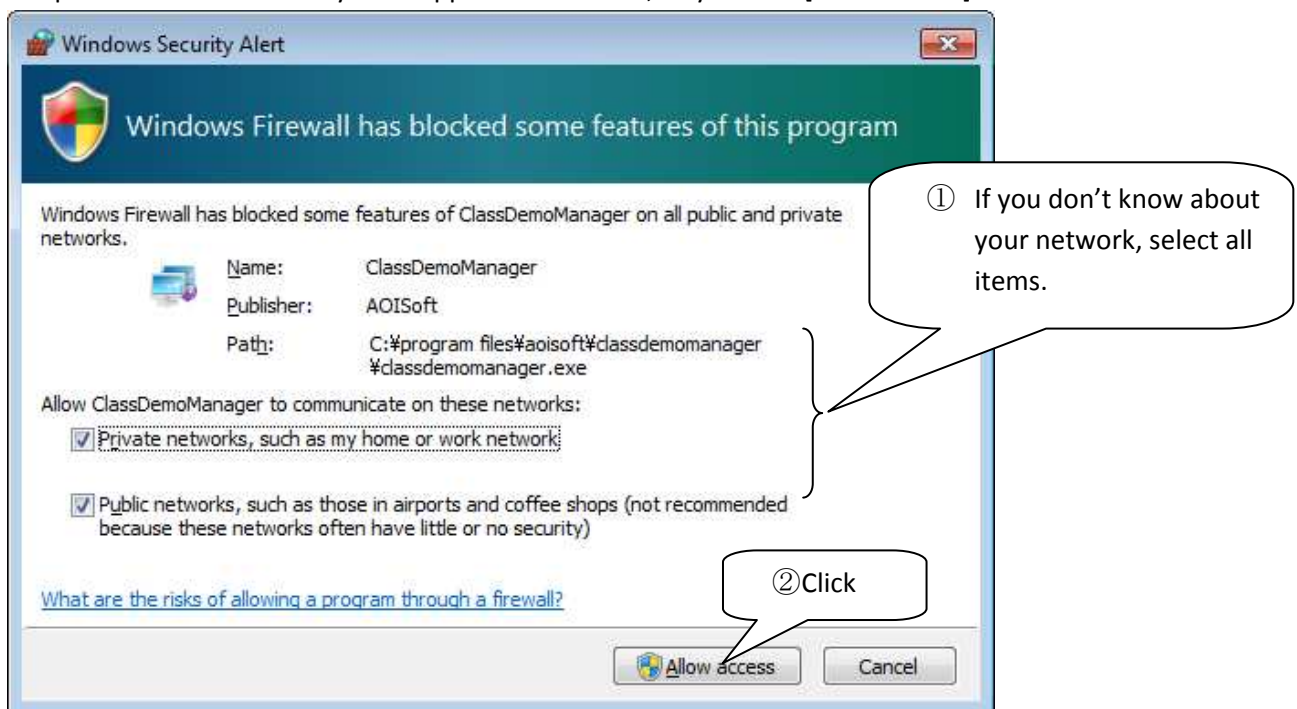 Windows Security Alert
Windows Firewall has blocked some features of this program
Windows Firewall has blocked some features of ClassDemoManager on all public and private
networks.
Name: ClassDemoManager
Publisher: AOISoft
Path: C:¥program files¥aoisoft¥classdemomanager
¥classdemomanager.exe
Allow ClassDemoManager to communicate on these networks:
Private networks, such as my home or work network
Public networks, such as those in airports and coffee shops (not recommended
because these networks often have little or no security)
What are the risks of allowing a program through a firewall?
Allow access Cancel
① If you don’t know about
your network, select all
items.
②Click